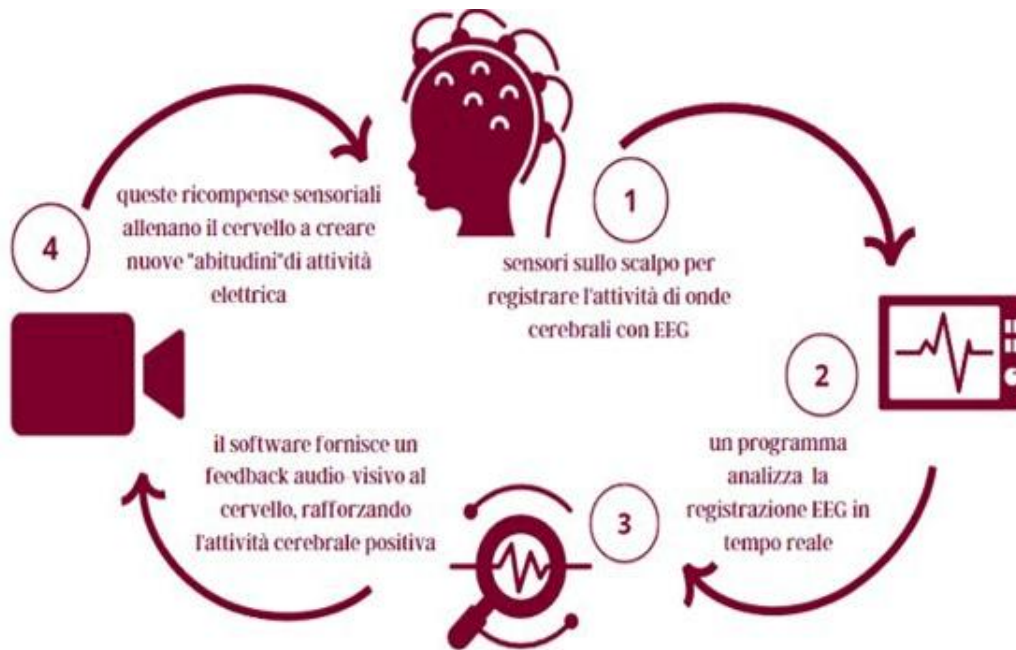 1
sensori sullo scalpo per
registrare l'attività di onde
cerebrali con EEG
2
un programma
analizza la
registrazione EEG in
tempo reale
3
il software fornisce un
feedback audio-visivo al
cervello, rafforzando
l'attività cerebrale positiva
4
queste ricompense sensoriali
allenano il cervello a creare
nuove "abitudini"di attività
elettrica